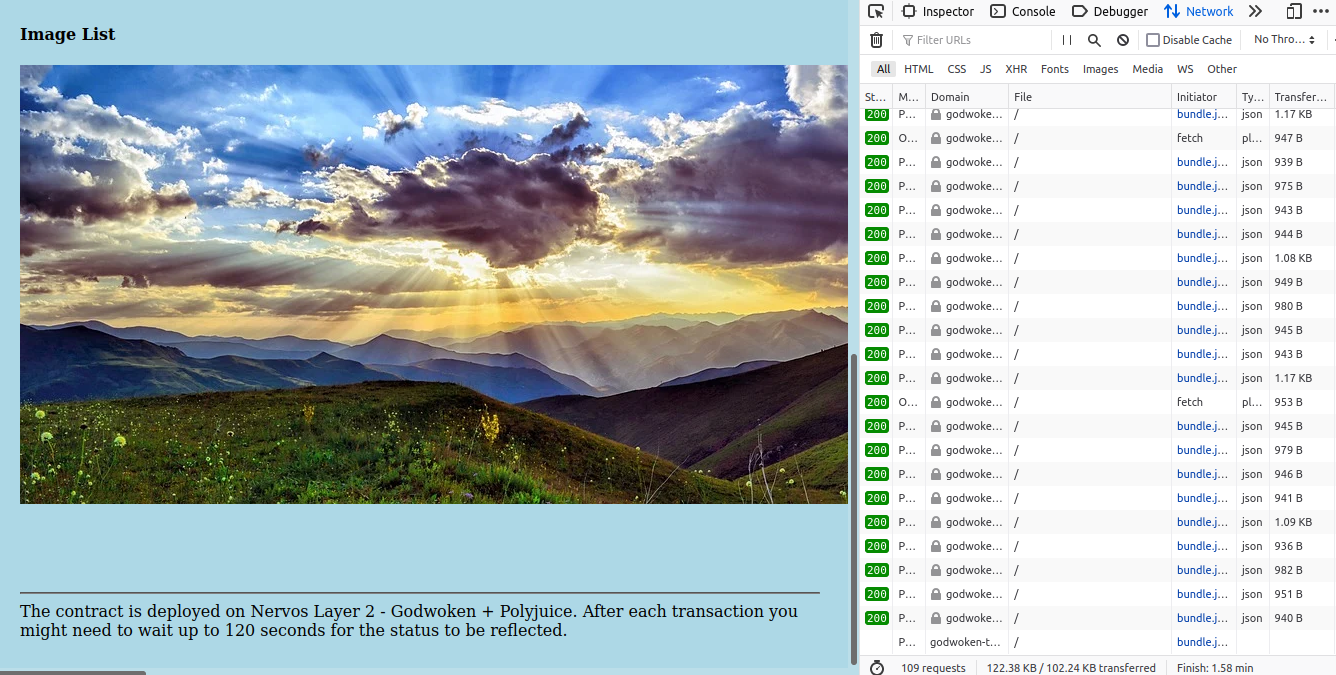 Image List
The contract is deployed on Nervos Layer 2 - Godwoken + Polyjuice. After each transaction you
might need to wait up to 120 seconds for the status to be reflected.
Inspector Console Debugger Network
Filter URLs Disable Cache No Thro...
All HTML CSS JS XHR Fonts Images Media WS Other
St... M... Domain File Initiator Ty... Transfer...
200 P... godwoke... / bundle.j... json 1.17 KB
200 O... godwoke... / fetch pl... 947 B
200 P... godwoke... / bundle.j... json 939 B
200 P... godwoke... / bundle.j... json 975 B
200 P... godwoke... / bundle.j... json 943 B
200 P... godwoke... / bundle.j... json 944 B
200 P... godwoke... / bundle.j... json 1.08 KB
200 P... godwoke... / bundle.j... json 949 B
200 P... godwoke... / bundle.j... json 980 B
200 P... godwoke... / bundle.j... json 945 B
200 P... godwoke... / bundle.j... json 943 B
200 P... godwoke... / bundle.j... json 1.17 KB
200 O... godwoke... / fetch pl... 953 B
200 P... godwoke... / bundle.j... json 945 B
200 P... godwoke... / bundle.j... json 979 B
200 P... godwoke... / bundle.j... json 946 B
200 P... godwoke... / bundle.j... json 941 B
200 P... godwoke... / bundle.j... json 1.09 KB
200 P... godwoke... / bundle.j... json 936 B
200 P... godwoke... / bundle.j... json 982 B
200 P... godwoke... / bundle.j... json 951 B
200 P... godwoke... / bundle.j... json 940 B
P... godwoken-t... / bundle.j...
109 requests 122.38 KB / 102.24 KB transferred Finish: 1.58 min